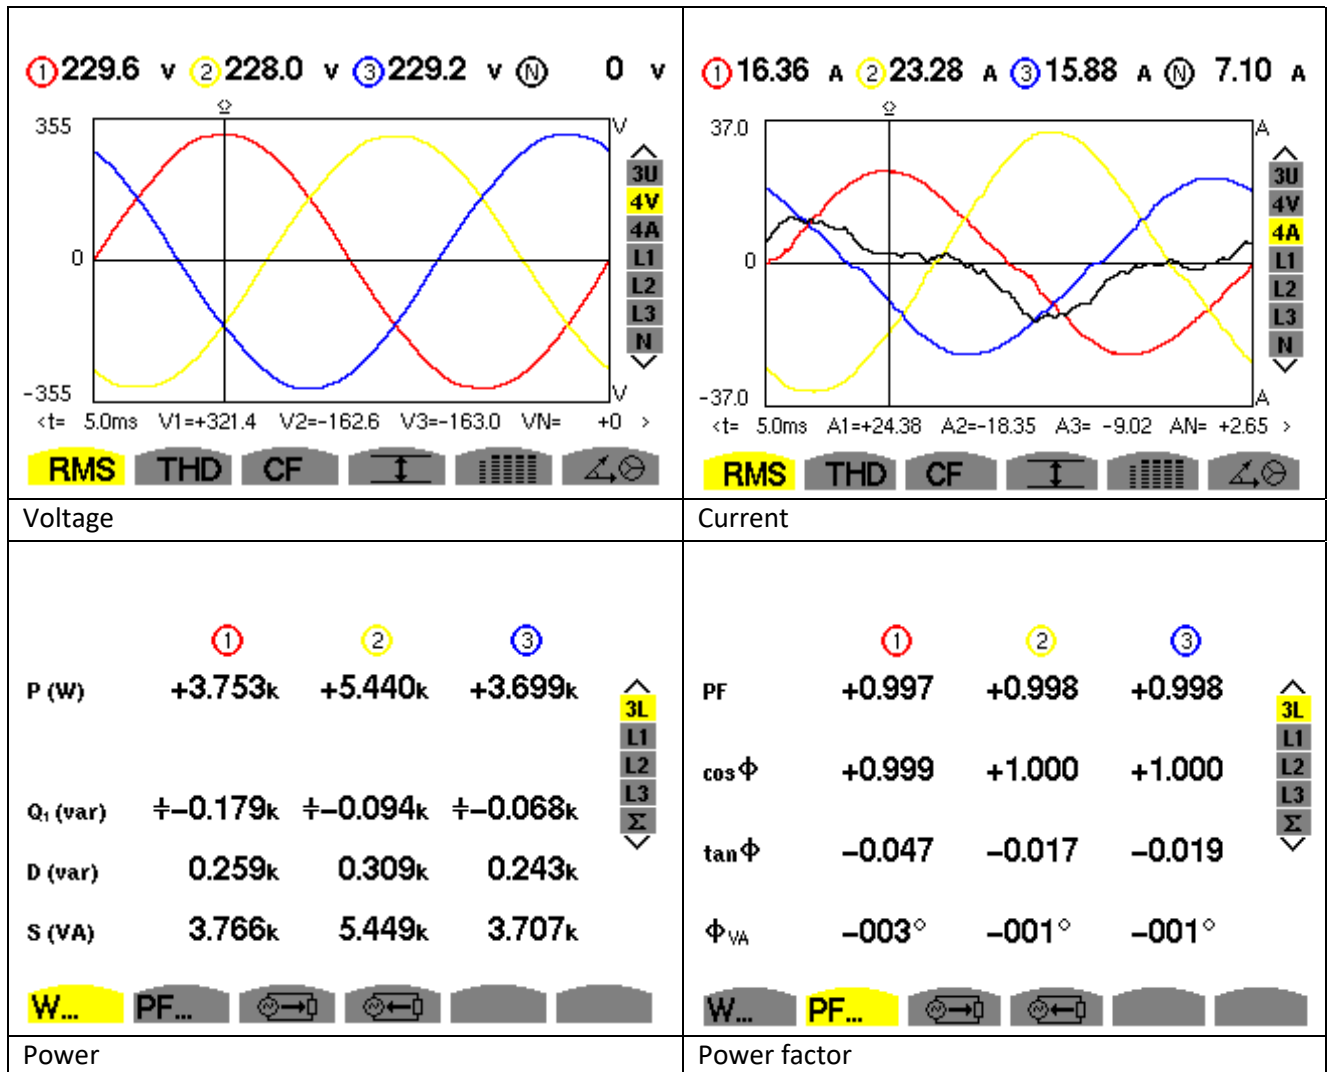 1 229.6 V 2 228.0 V 3 229.2 V N 0 V
355 V
0
-355 V
3U
4V
4A
L1
L2
L3
N
<t= 5.0ms V1=+321.4 V2=-162.6 V3=-163.0 VN= +0 >
RMS THD CF
Voltage
1 16.36 A 2 23.28 A 3 15.88 A N 7.10 A
37.0 A
0
-37.0 A
3U
4V
4A
L1
L2
L3
N
<t= 5.0ms A1=+24.38 A2=-18.35 A3= -9.02 AN= +2.65 >
RMS THD CF
Current
1 2 3
P (W) +3.753k +5.440k +3.699k
Q1 (var) ≑-0.179k ≑-0.094k ≑-0.068k
D (var) 0.259k 0.309k 0.243k
S (VA) 3.766k 5.449k 3.707k
3L
L1
L2
L3
Σ
W... PF...
Power
1 2 3
PF +0.997 +0.998 +0.998
cos Φ +0.999 +1.000 +1.000
tan Φ -0.047 -0.017 -0.019
Φ VA -003° -001° -001°
3L
L1
L2
L3
Σ
W... PF...
Power factor